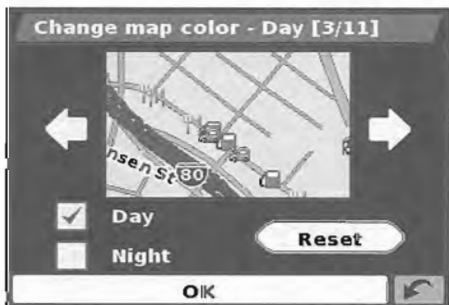 Change map color - Day [3/11]
nsen St
80
Day
Reset
Night
OK